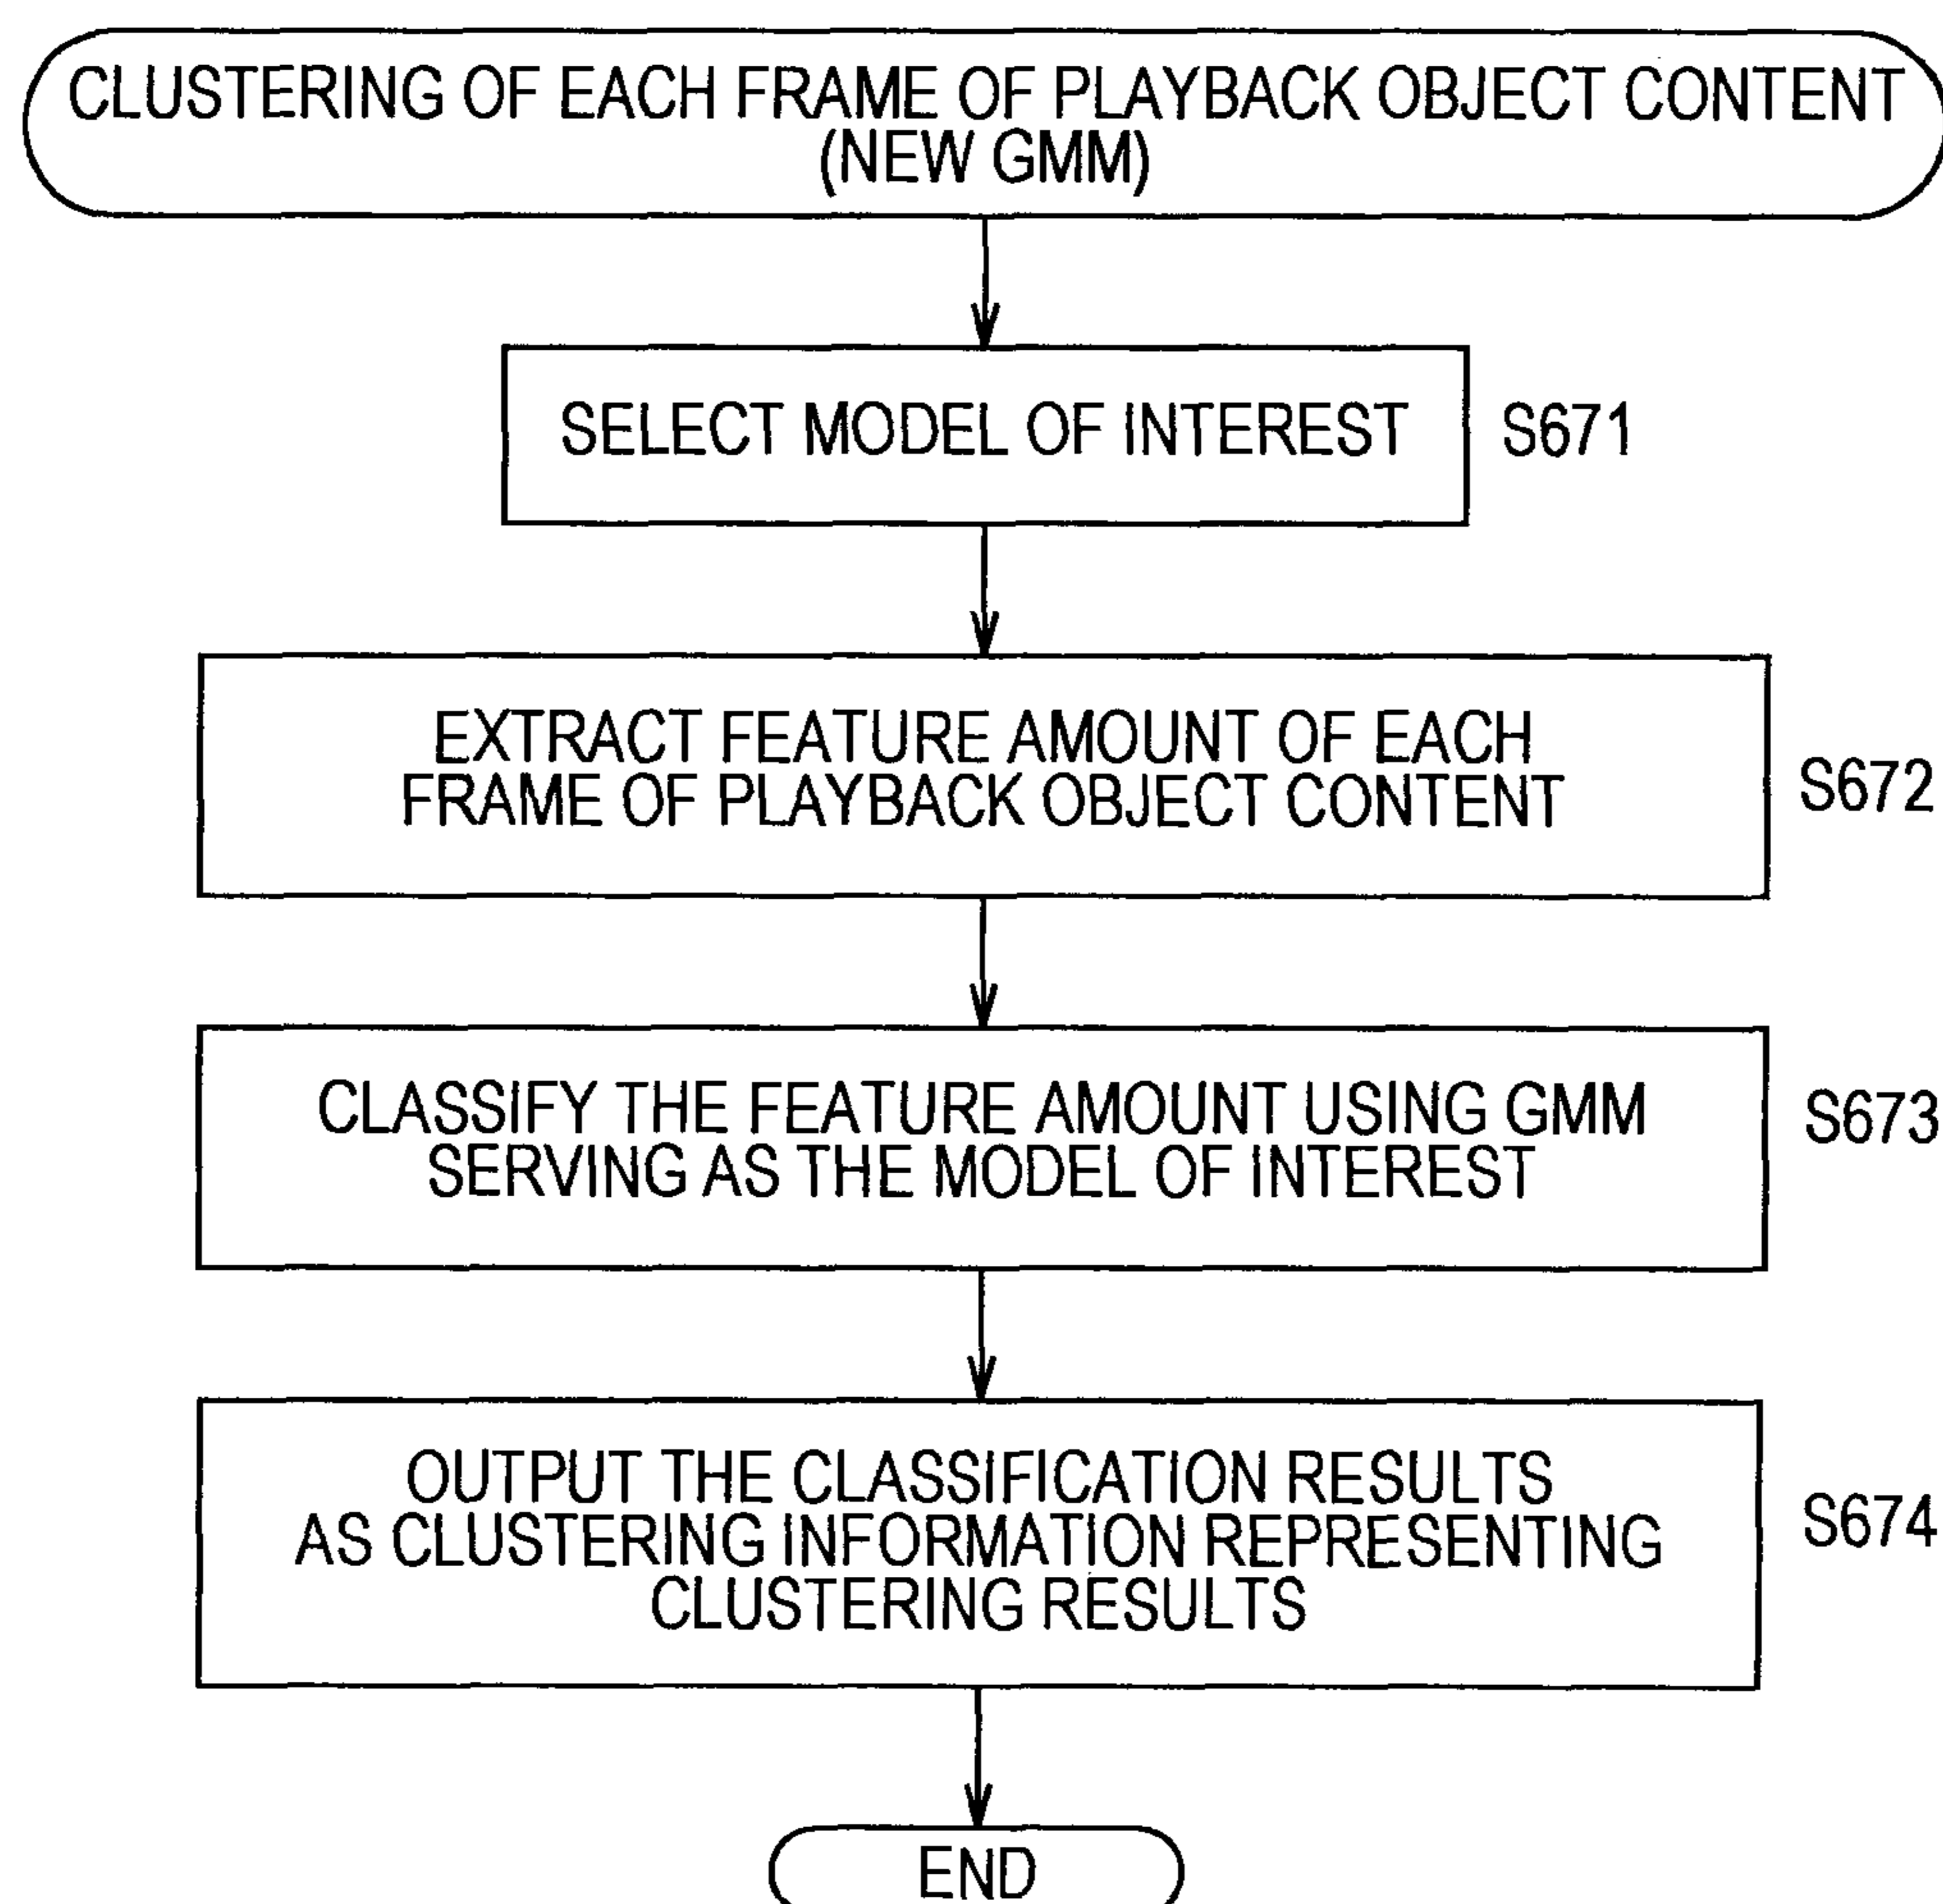 CLUSTERING OF EACH FRAME OF PLAYBACK OBJECT CONTENT
(NEW GMM)
SELECT MODEL OF INTEREST
S671
EXTRACT FEATURE AMOUNT OF EACH
FRAME OF PLAYBACK OBJECT CONTENT
S672
CLASSIFY THE FEATURE AMOUNT USING GMM
SERVING AS THE MODEL OF INTEREST
S673
OUTPUT THE CLASSIFICATION RESULTS
AS CLUSTERING INFORMATION REPRESENTING
CLUSTERING RESULTS
S674
END